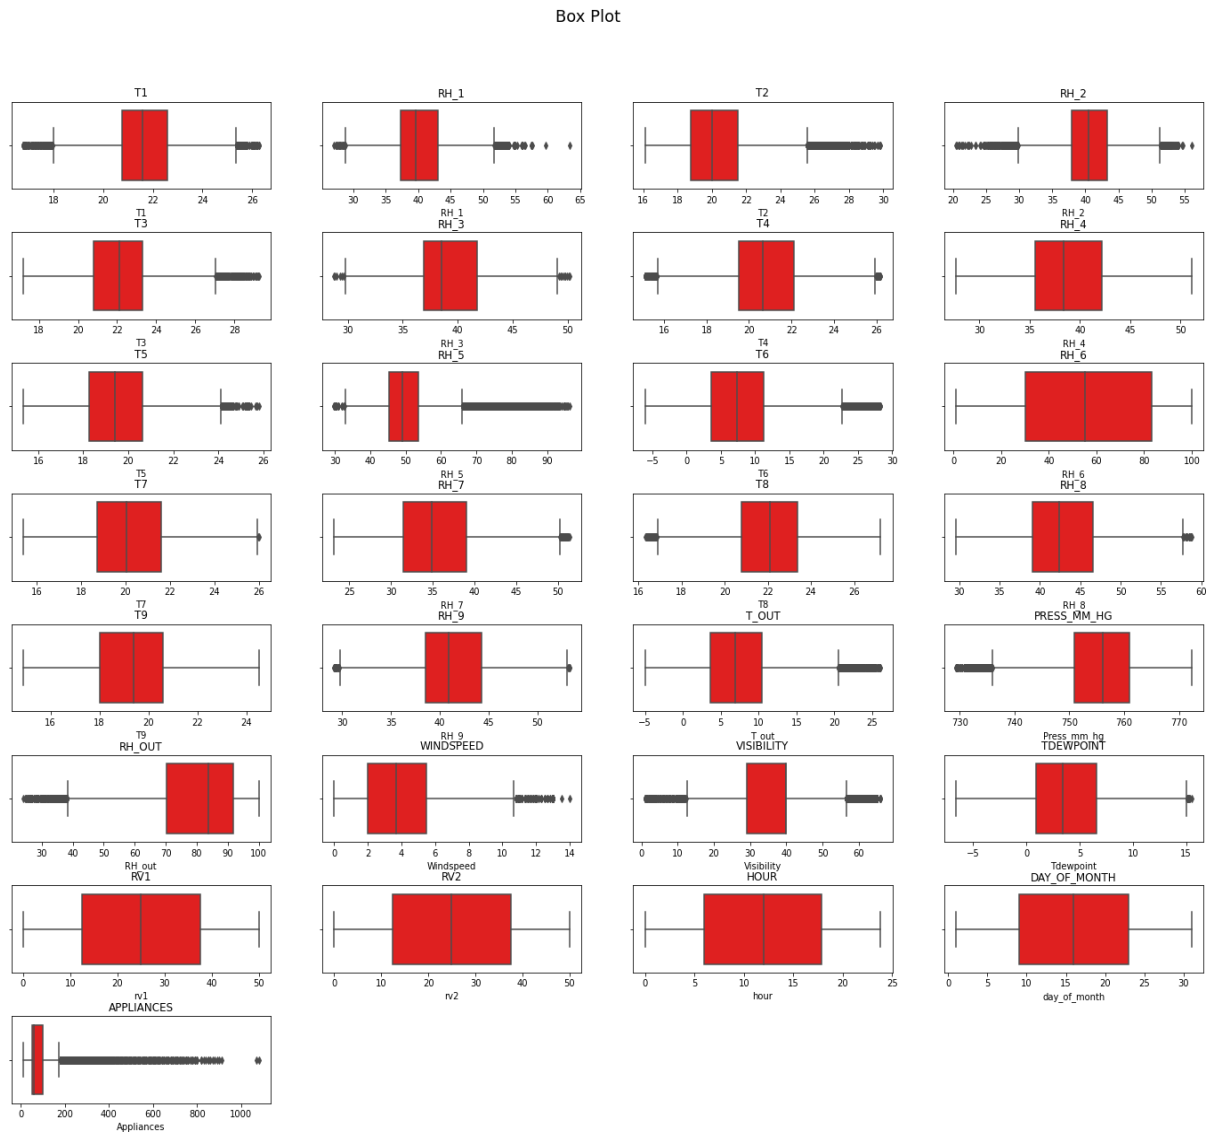 Box Plot
T1 RH_1 T2 RH_2
18 20 22 24 26 30 35 40 45 50 55 60 65 16 18 20 22 24 26 28 30 20 25 30 35 40 45 50 55
T1 RH_1 T2 RH_2
T3 RH_3 T4 RH_4
18 20 22 24 26 28 30 35 40 45 50 16 18 20 22 24 26 30 35 40 45 50
T3 RH_3 T4 RH_4
T5 RH_5 T6 RH_6
16 18 20 22 24 26 30 40 50 60 70 80 90 −5 0 5 10 15 20 25 30 0 20 40 60 80 100
T5 RH_5 T6 RH_6
T7 RH_7 T8 RH_8
16 18 20 22 24 26 25 30 35 40 45 50 16 18 20 22 24 26 30 35 40 45 50 55 60
T7 RH_7 T8 RH_8
T9 RH_9 T_OUT PRESS_MM_HG
16 18 20 22 24 30 35 40 45 50 −5 0 5 10 15 20 25 730 740 750 760 770
T9 RH_9 T_out Press_mm_hg
RH_OUT WINDSPEED VISIBILITY TDEWPOINT
30 40 50 60 70 80 90 100 0 2 4 6 8 10 12 14 0 10 20 30 40 50 60 −5 0 5 10 15
RH_out Windspeed Visibility Tdewpoint
RV1 RV2 HOUR DAY_OF_MONTH
0 10 20 30 40 50 0 10 20 30 40 50 0 5 10 15 20 25 0 5 10 15 20 25 30
rv1 rv2 hour day_of_month
APPLIANCES
0 200 400 600 800 1000
Appliances